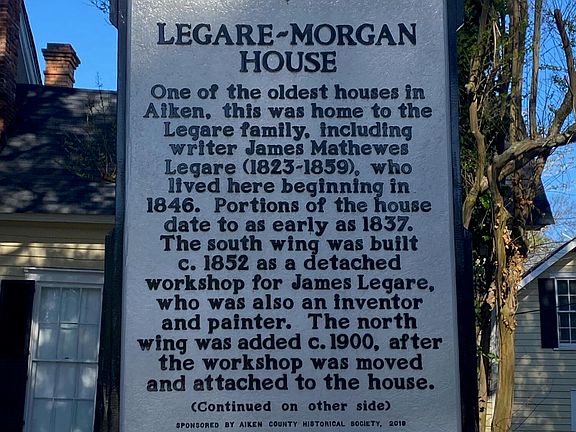 LEGARE~MORGAN
HOUSE
One of the oldest houses in
Aiken, this was home to the
Legare family, including
writer James Mathewes
Legare (1823~1859), who
lived here beginning in
1846. Portions of the house
date to as early as 1837.
The south wing was built
c. 1852 as a detached
workshop for James Legare,
who was also an inventor
and painter. The north
wing was added c. 1900, after
the workshop was moved
and attached to the house.
(Continued on other side)
SPONSORED BY AIKEN COUNTY HISTORICAL SOCIETY, 2018